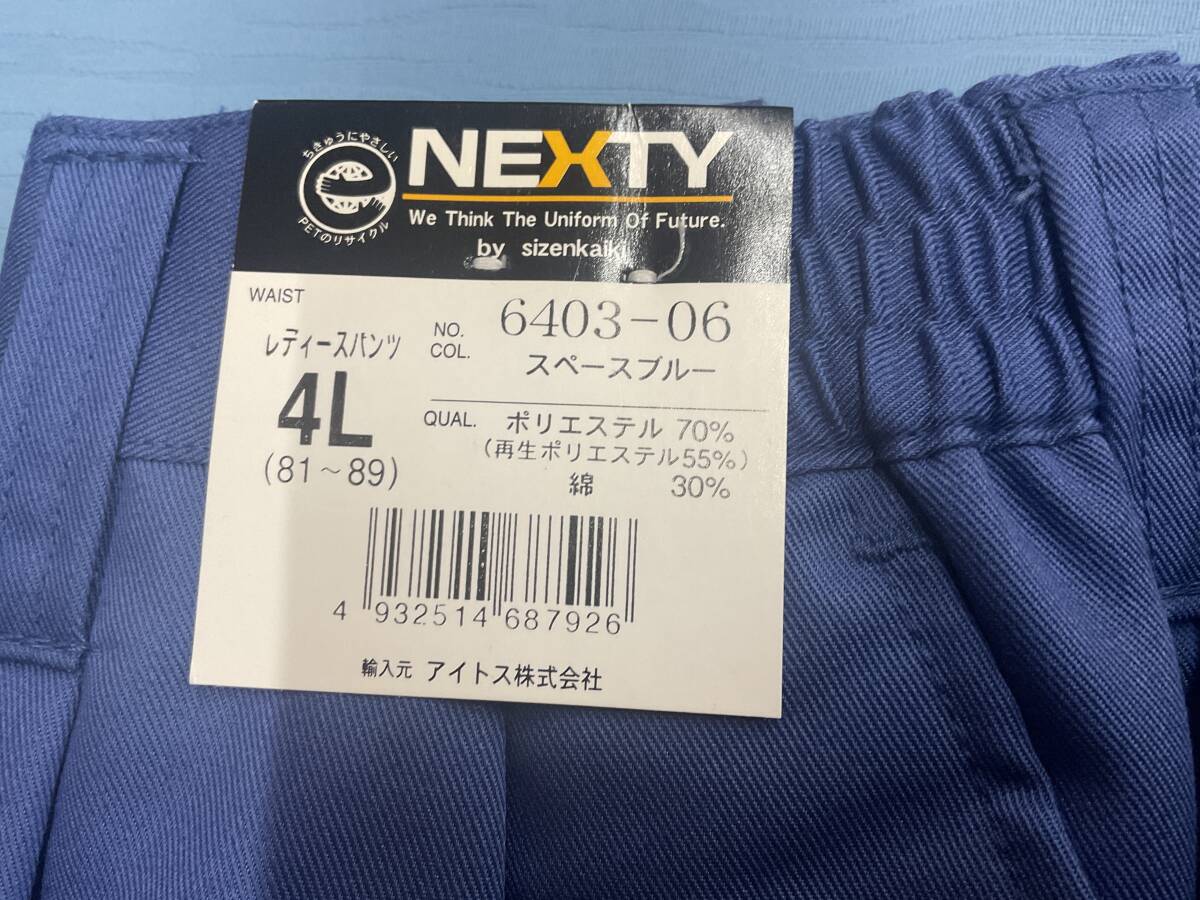 ちきゅうにやさしい
PETのリサイクル
NEXTY
We Think The Uniform Of Future.
by sizenkaiki
WAIST
レディースパンツ
4L
(81～89)
NO. 6403-06
COL. スペースブルー
QUAL. ポリエステル 70%
(再生ポリエステル55%)
綿 30%
4 932514 687926
輸入元 アイトス株式会社